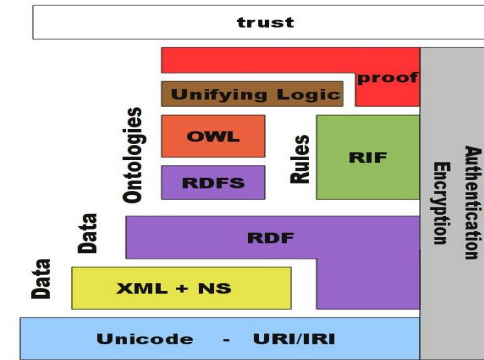 trust
proof
Unifying Logic
Ontologies
OWL
Rules
RIF
RDFS
Authentication
Encryption
Data
RDF
Data
XML + NS
Unicode - URI/IRI